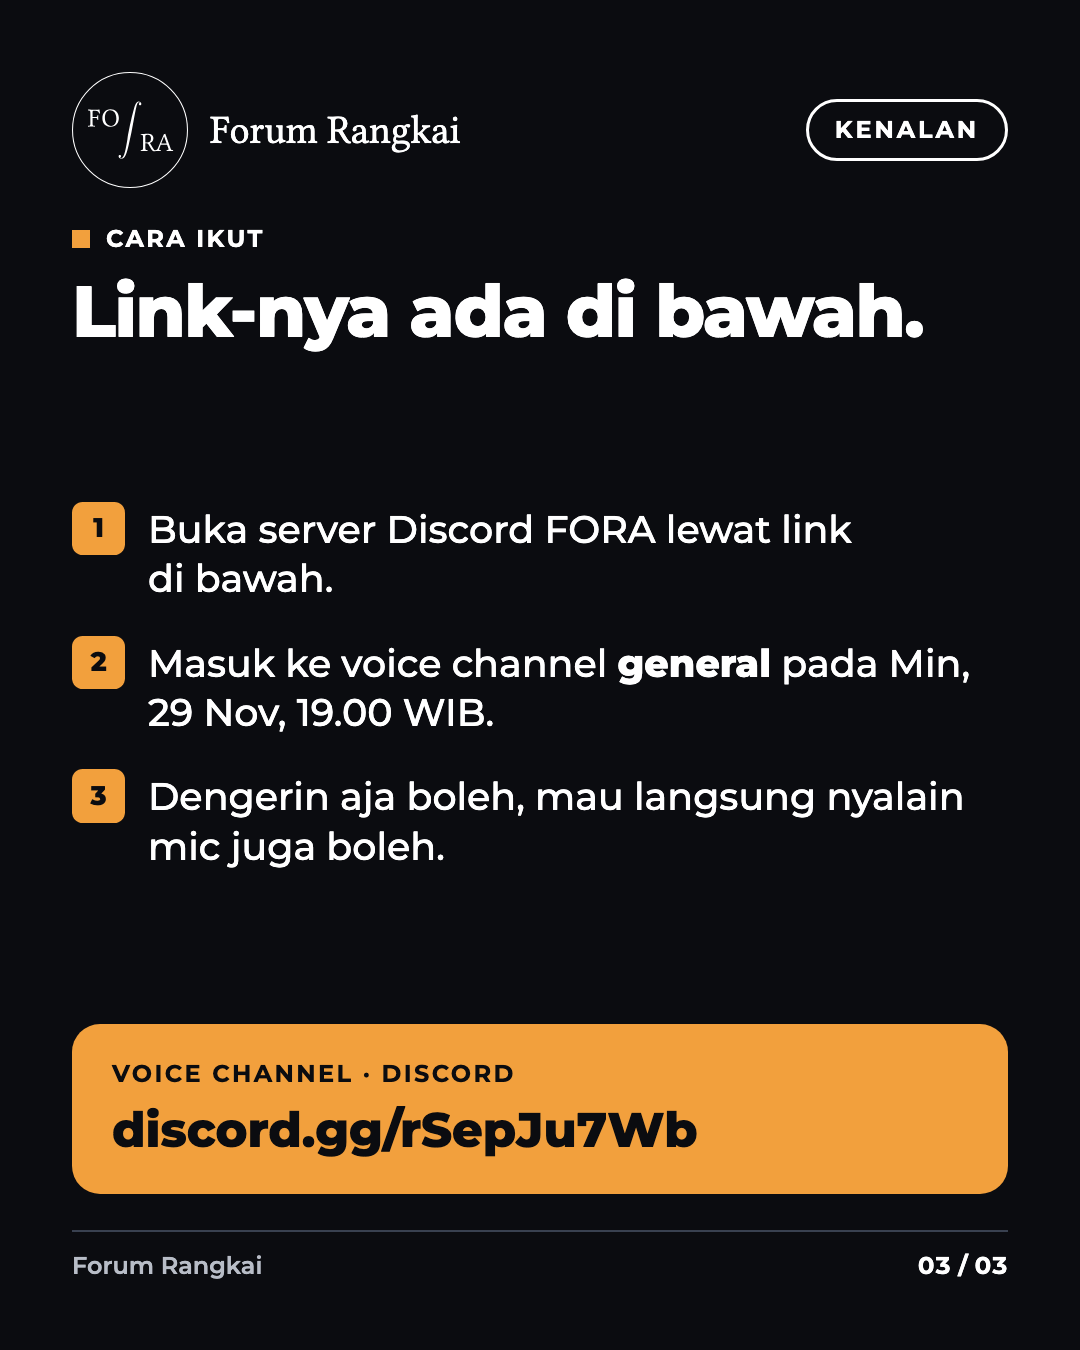 FO
RA
Forum Rangkai
KENALAN
CARA IKUT
Link-nya ada di bawah.
1
Buka server Discord FORA lewat link
di bawah.
2
Masuk ke voice channel general pada Min,
29 Nov, 19.00 WIB.
3
Dengerin aja boleh, mau langsung nyalain
mic juga boleh.
VOICE CHANNEL · DISCORD
discord.gg/rSepJu7Wb
Forum Rangkai
03 / 03